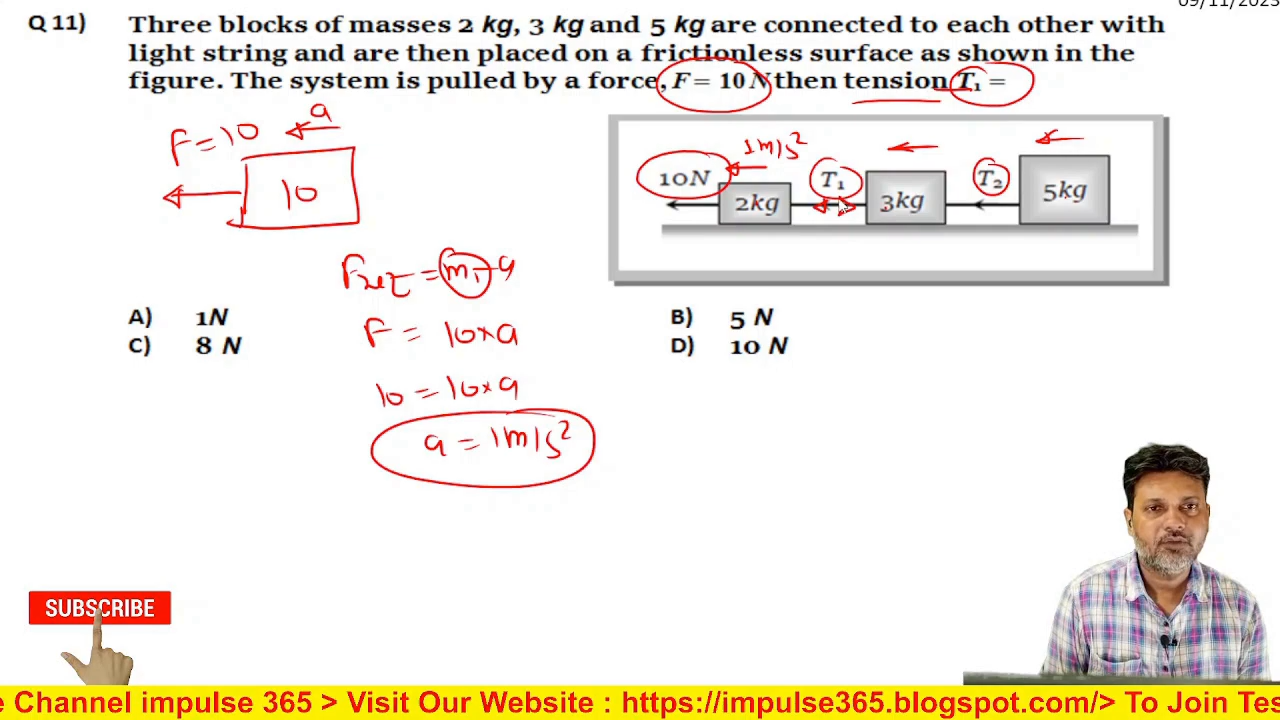 09/11/2023
Q 11) Three blocks of masses 2 kg, 3 kg and 5 kg are connected to each other with
light string and are then placed on a frictionless surface as shown in the
figure. The system is pulled by a force, F = 10 N then tension T₁ =
F = 10
a
10
1m/s²
10N
T₁
T₂
2kg
3kg
5kg
Fnet = mT a
F = 10×a
10 = 10×a
a = 1m/s²
A) 1N
B) 5 N
C) 8 N
D) 10 N
SUBSCRIBE
e Channel impulse 365 > Visit Our Website : https://impulse365.blogspot.com/> To Join Tes